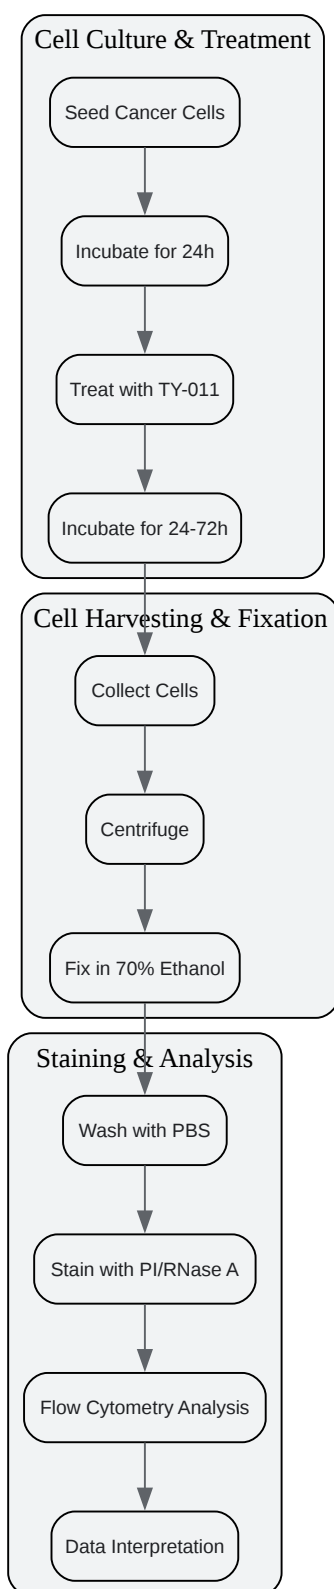 Cell Culture & Treatment
Seed Cancer Cells
Incubate for 24h
Treat with TY-011
Incubate for 24-72h
Cell Harvesting & Fixation
Collect Cells
Centrifuge
Fix in 70% Ethanol
Staining & Analysis
Wash with PBS
Stain with PI/RNase A
Flow Cytometry Analysis
Data Interpretation